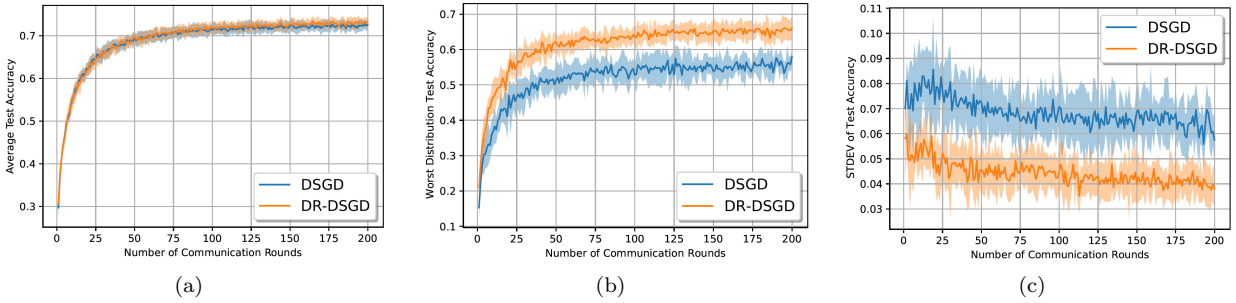 Average Test Accuracy
0.7
0.6
0.5
0.4
0.3
0 25 50 75 100 125 150 175 200
Number of Communication Rounds
DSGD
DR-DSGD
(a)
Worst Distribution Test Accuracy
0.7
0.6
0.5
0.4
0.3
0.2
0.1
0 25 50 75 100 125 150 175 200
Number of Communication Rounds
DSGD
DR-DSGD
(b)
STDEV of Test Accuracy
0.11
0.10
0.09
0.08
0.07
0.06
0.05
0.04
0.03
0 25 50 75 100 125 150 175 200
Number of Communication Rounds
DSGD
DR-DSGD
(c)